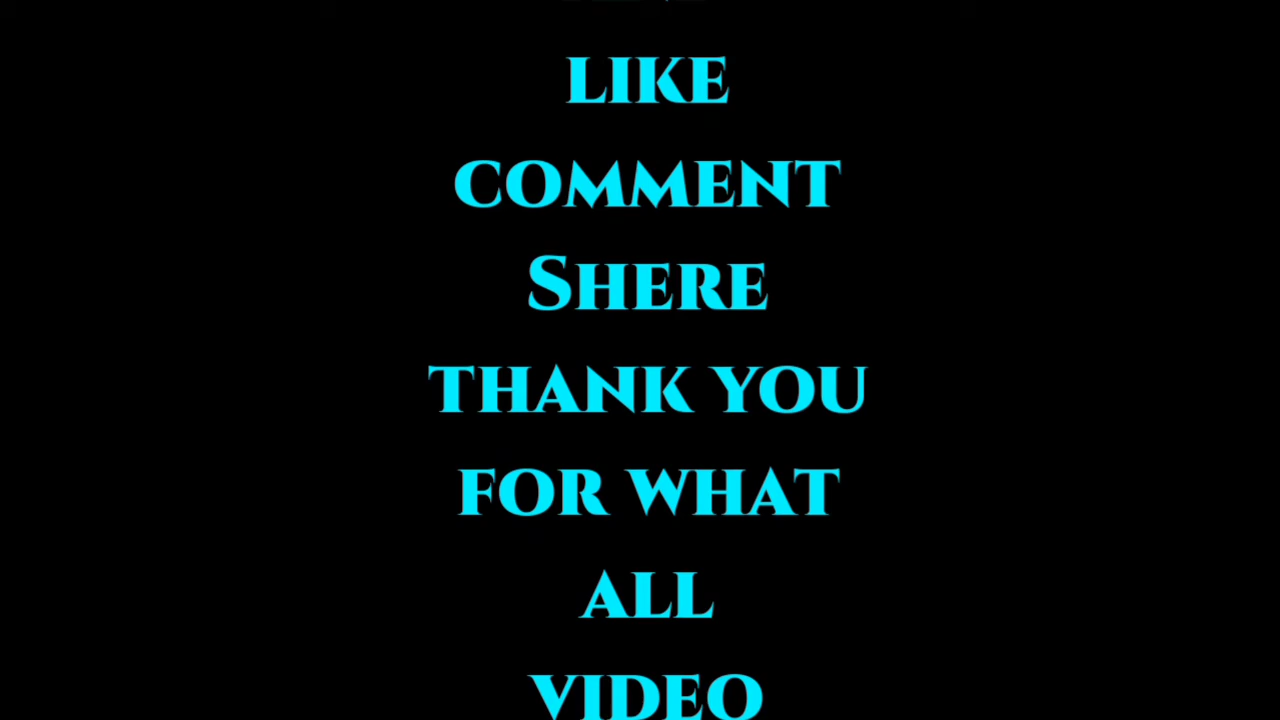 LIKE
COMMENT
SHERE
THANK YOU
FOR WHAT
ALL
VIDEO